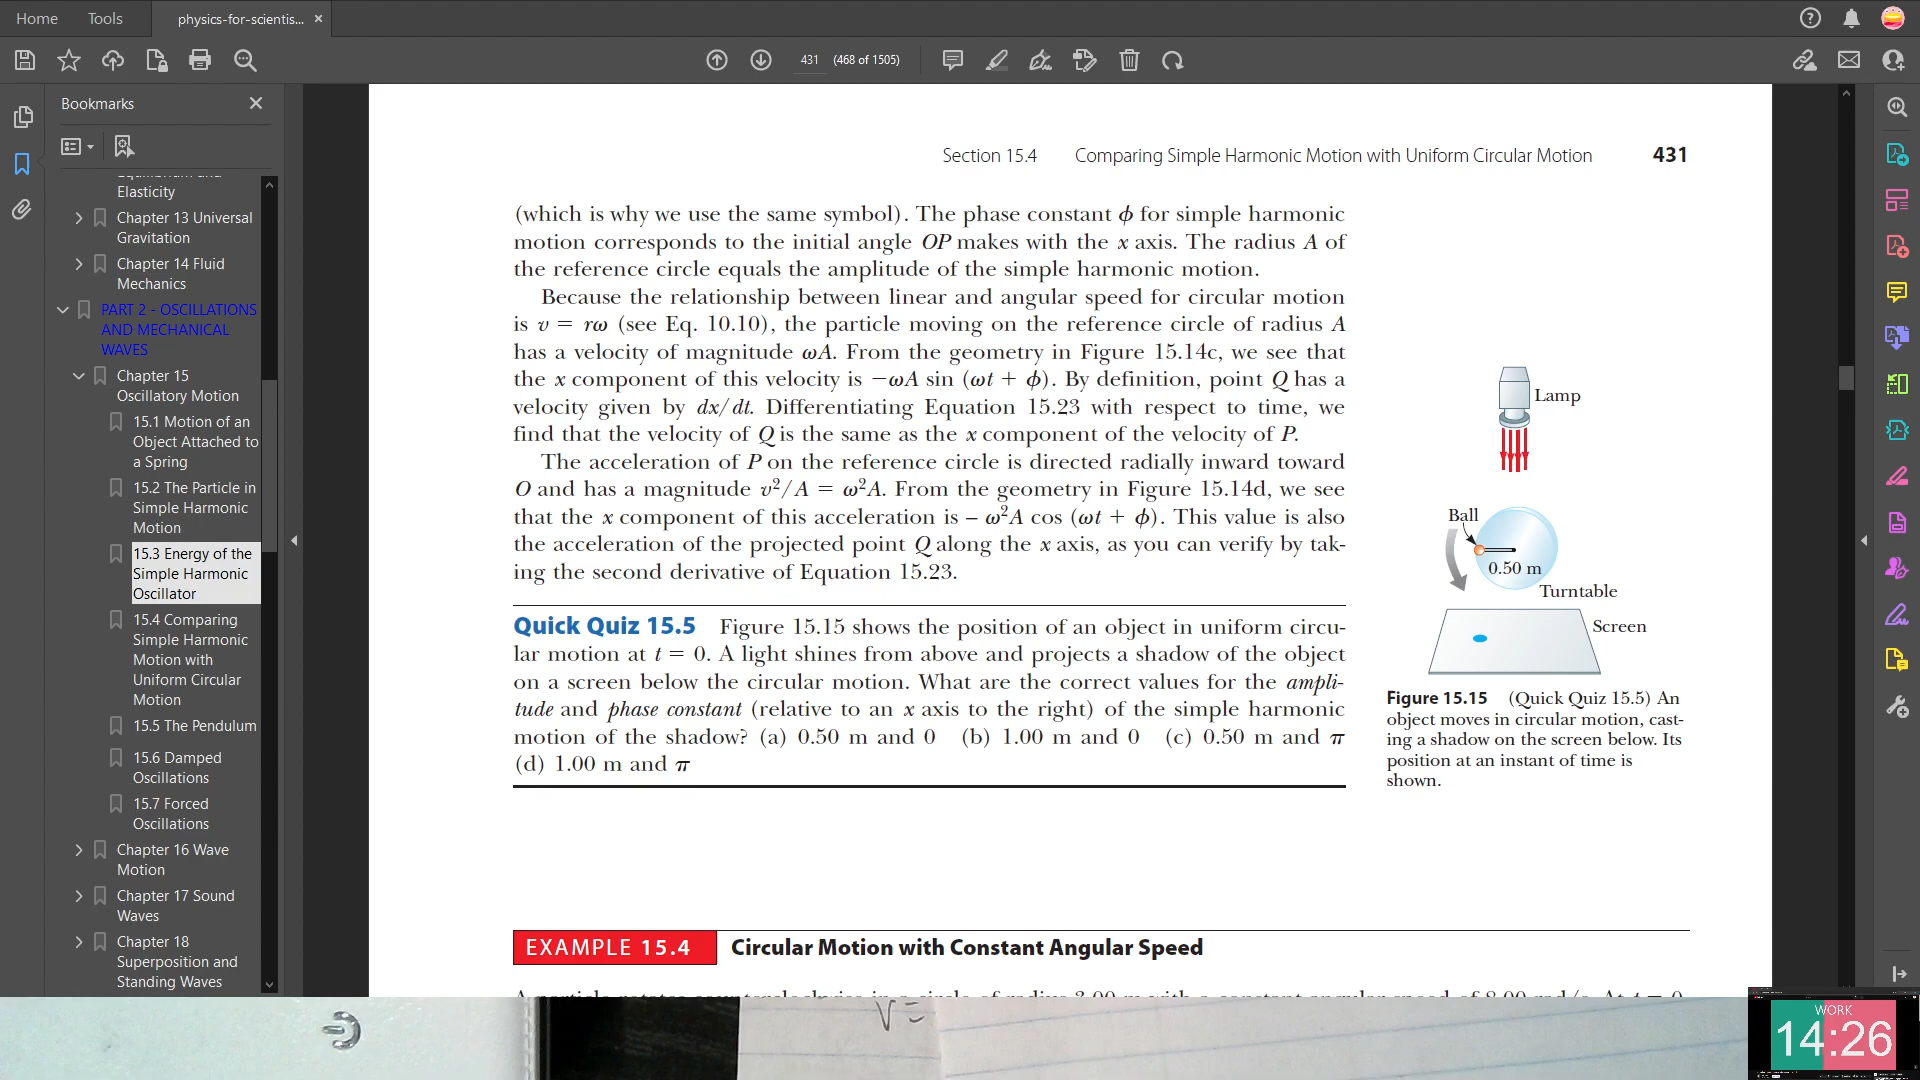 Home
Tools
physics-for-scientis...
431 (468 of 1505)
Bookmarks
Elasticity
Chapter 13 Universal
Gravitation
Chapter 14 Fluid
Mechanics
PART 2 - OSCILLATIONS
AND MECHANICAL
WAVES
Chapter 15
Oscillatory Motion
15.1 Motion of an
Object Attached to
a Spring
15.2 The Particle in
Simple Harmonic
Motion
15.3 Energy of the
Simple Harmonic
Oscillator
15.4 Comparing
Simple Harmonic
Motion with
Uniform Circular
Motion
15.5 The Pendulum
15.6 Damped
Oscillations
15.7 Forced
Oscillations
Chapter 16 Wave
Motion
Chapter 17 Sound
Waves
Chapter 18
Superposition and
Standing Waves
Section 15.4 Comparing Simple Harmonic Motion with Uniform Circular Motion 431
(which is why we use the same symbol). The phase constant ϕ for simple harmonic
motion corresponds to the initial angle OP makes with the x axis. The radius A of
the reference circle equals the amplitude of the simple harmonic motion.
Because the relationship between linear and angular speed for circular motion
is v = rω (see Eq. 10.10), the particle moving on the reference circle of radius A
has a velocity of magnitude ωA. From the geometry in Figure 15.14c, we see that
the x component of this velocity is −ωA sin (ωt + ϕ). By definition, point Q has a
velocity given by dx/dt. Differentiating Equation 15.23 with respect to time, we
find that the velocity of Q is the same as the x component of the velocity of P.
The acceleration of P on the reference circle is directed radially inward toward
O and has a magnitude v²/A = ω²A. From the geometry in Figure 15.14d, we see
that the x component of this acceleration is – ω²A cos (ωt + ϕ). This value is also
the acceleration of the projected point Q along the x axis, as you can verify by tak-
ing the second derivative of Equation 15.23.
Quick Quiz 15.5 Figure 15.15 shows the position of an object in uniform circu-
lar motion at t = 0. A light shines from above and projects a shadow of the object
on a screen below the circular motion. What are the correct values for the ampli-
tude and phase constant (relative to an x axis to the right) of the simple harmonic
motion of the shadow? (a) 0.50 m and 0 (b) 1.00 m and 0 (c) 0.50 m and π
(d) 1.00 m and π
Lamp
Ball
0.50 m
Turntable
Screen
Figure 15.15 (Quick Quiz 15.5) An
object moves in circular motion, cast-
ing a shadow on the screen below. Its
position at an instant of time is
shown.
EXAMPLE 15.4 Circular Motion with Constant Angular Speed
V =
WORK
14:26